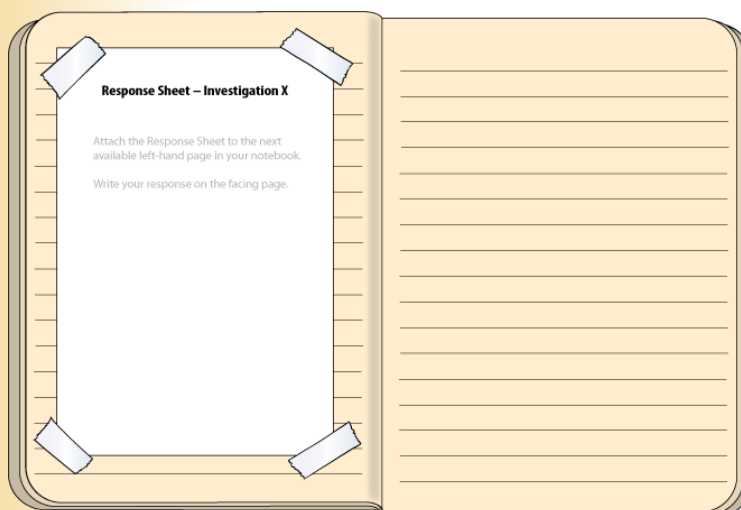 Response Sheet – Investigation X
Attach the Response Sheet to the next
available left-hand page in your notebook.
Write your response on the facing page.